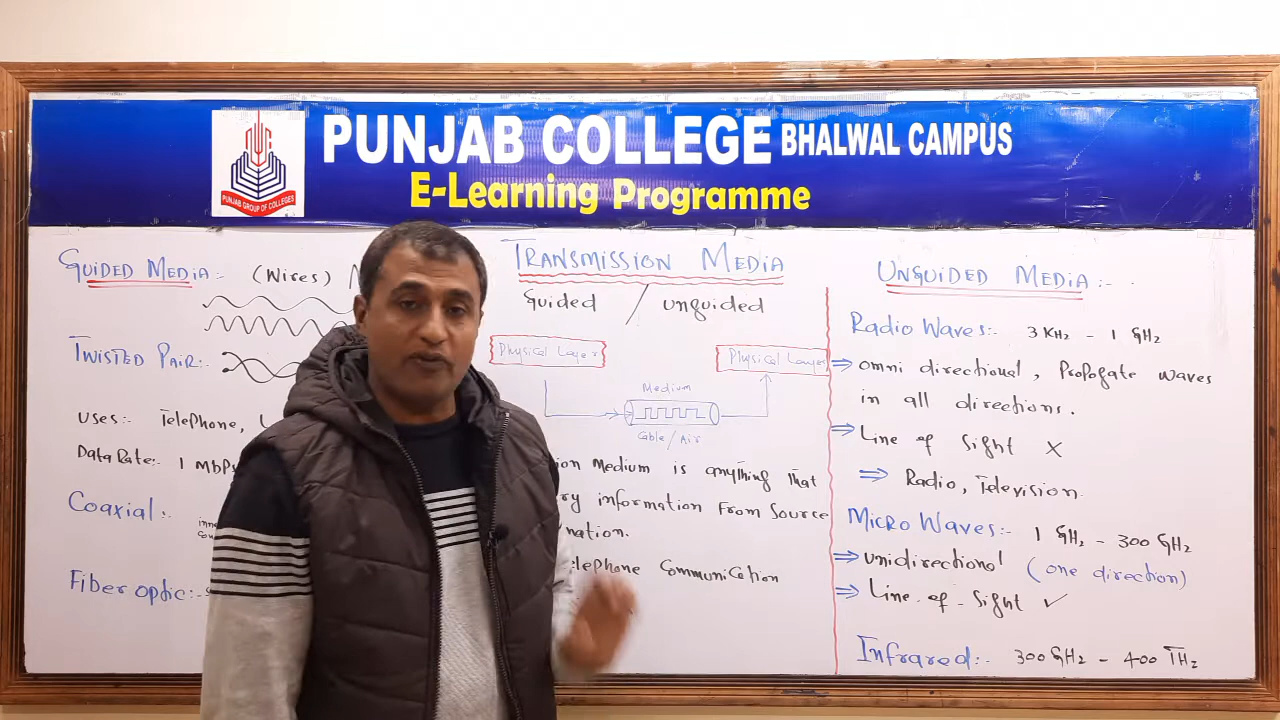 PUNJAB COLLEGE BHALWAL CAMPUS
E-Learning Programme
PUNJAB GROUP OF COLLEGES
GUIDED MEDIA:-
(Wires)
TWISTED PAIR:-
Uses:- Telephone,
Data Rate:- 1 Mbps
Coaxial:-
Fiber optic:-
TRANSMISSION MEDIA
Guided / unguided
Physical Layer
Physical Layer
Medium
Cable/Air
ion Medium is anything that
ry information From Source
nation.
elephone Communication
UNGUIDED MEDIA:-
Radio Waves:- 3 KHz - 1 GHz
⇒ omni directional, Propogate waves
in all directions.
⇒ Line of Sight X
⇒ Radio, Television.
MICRO WAVES:- 1 GHz - 300 GHz
⇒ unidirectional (one direction)
⇒ Line-of-Sight ✓
Infrared:- 300 GHz - 400 THz